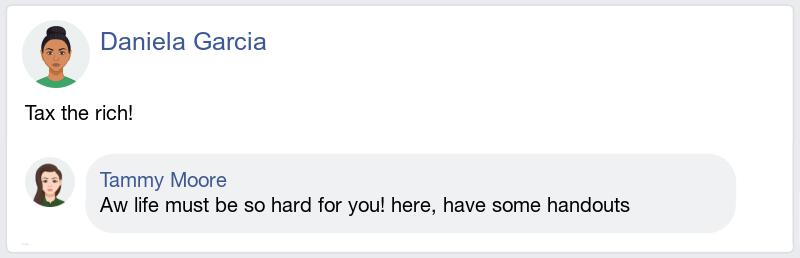 Daniela Garcia
Tax the rich!
Tammy Moore
Aw life must be so hard for you! here, have some handouts